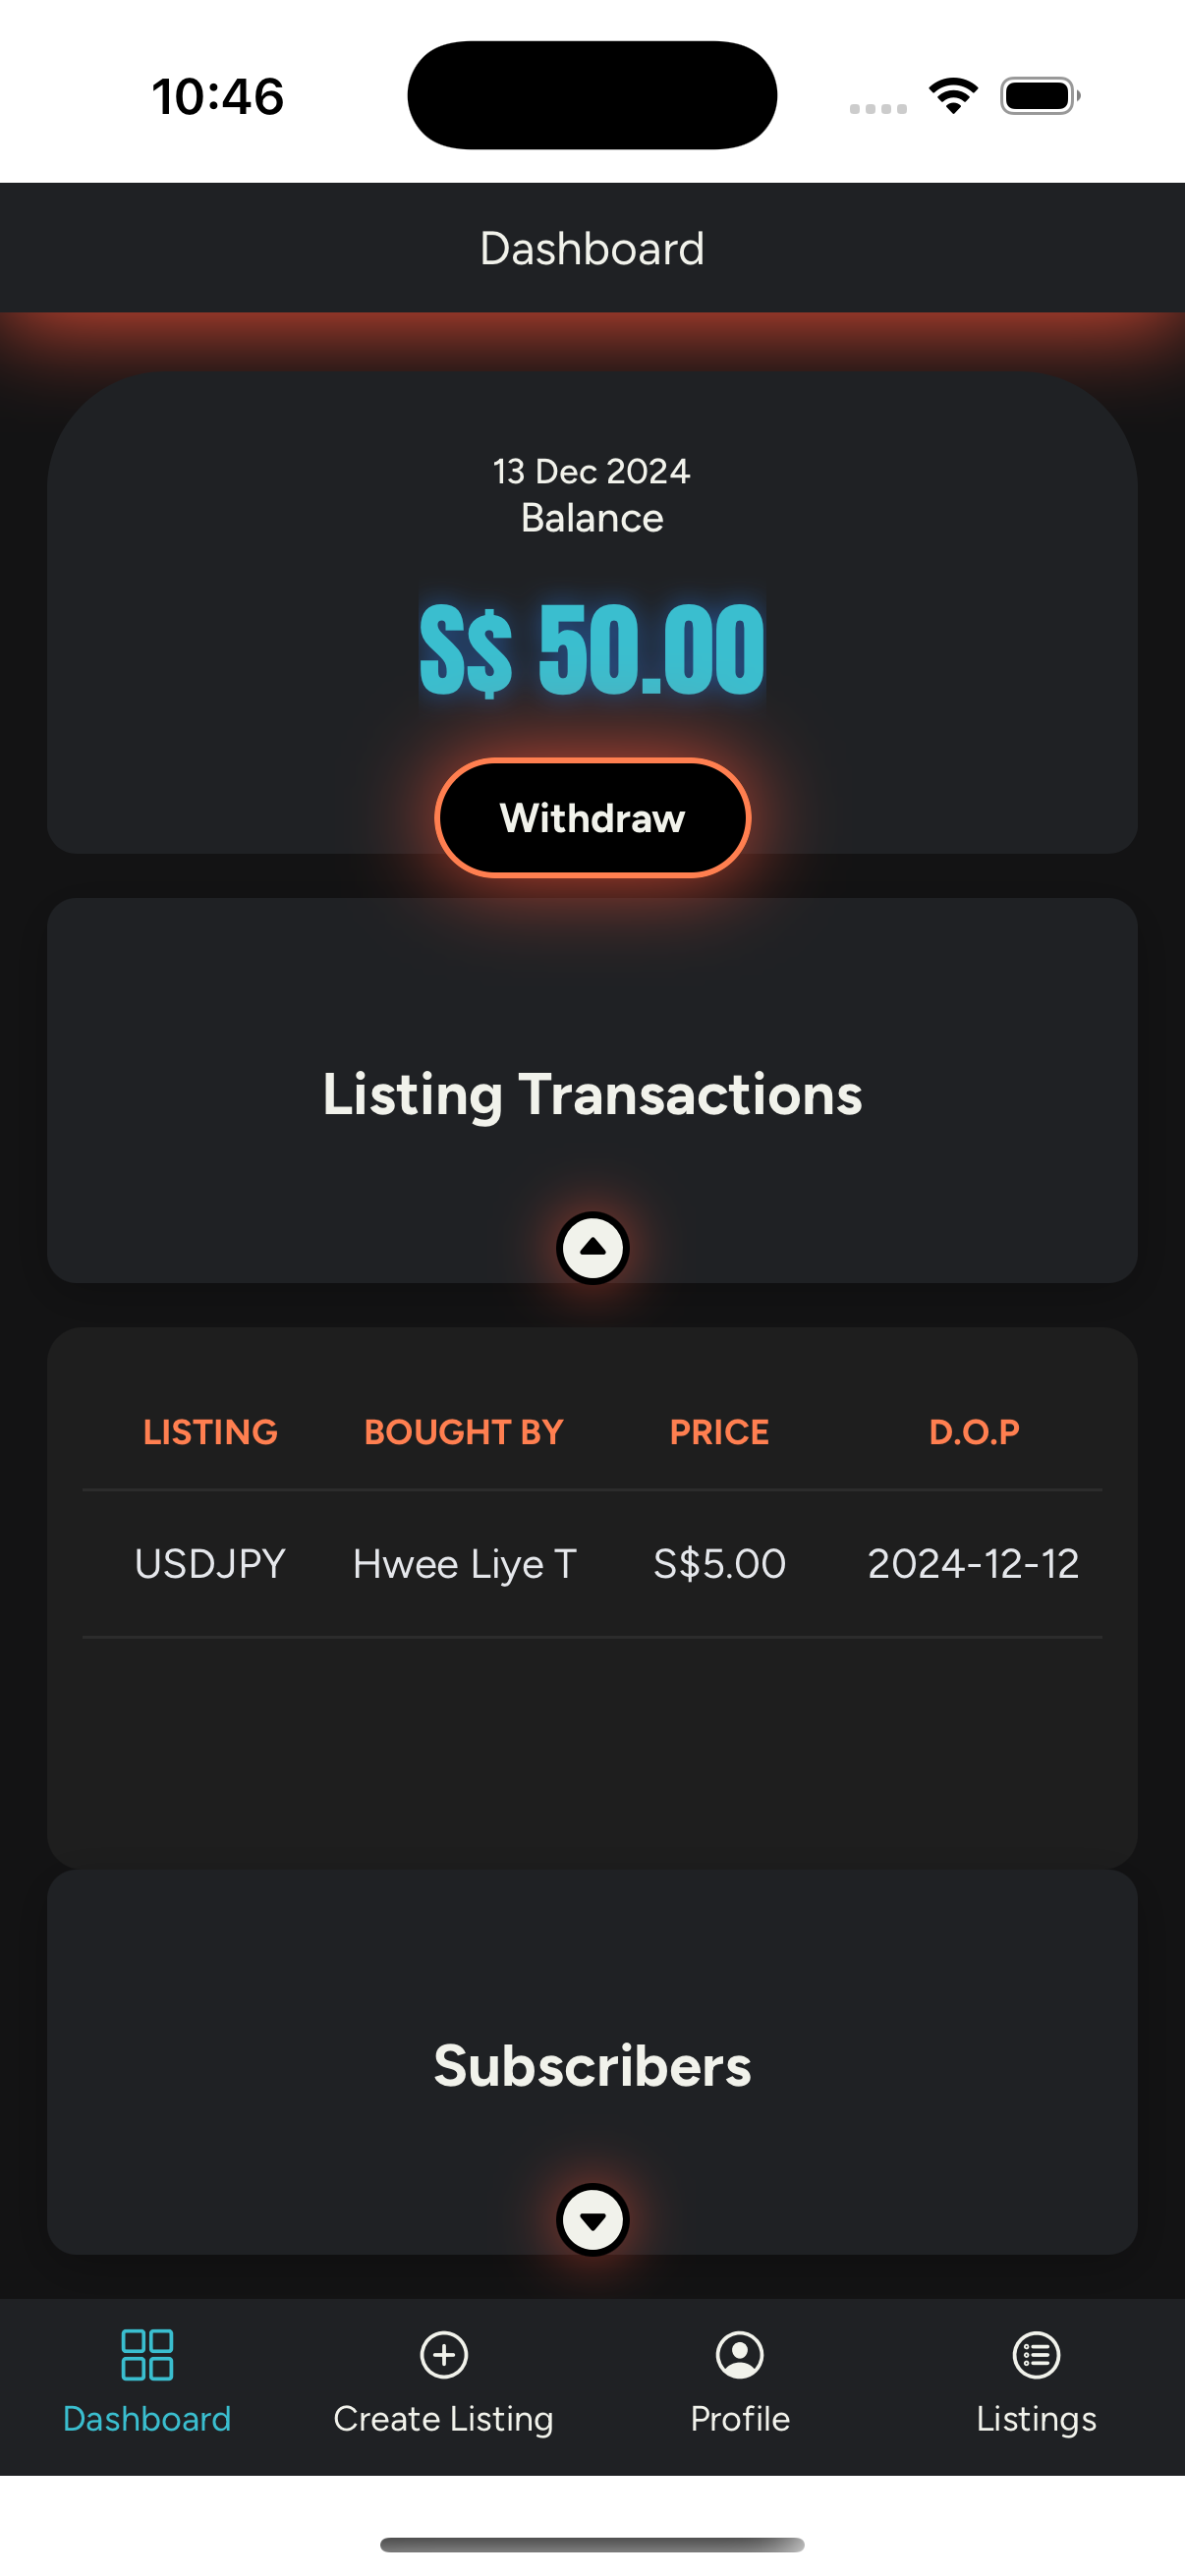 10:46
Dashboard
13 Dec 2024
Balance
S$ 50.00
Withdraw
Listing Transactions
LISTING BOUGHT BY PRICE D.O.P
USDJPY Hwee Liye T S$5.00 2024-12-12
Subscribers
Dashboard Create Listing Profile Listings